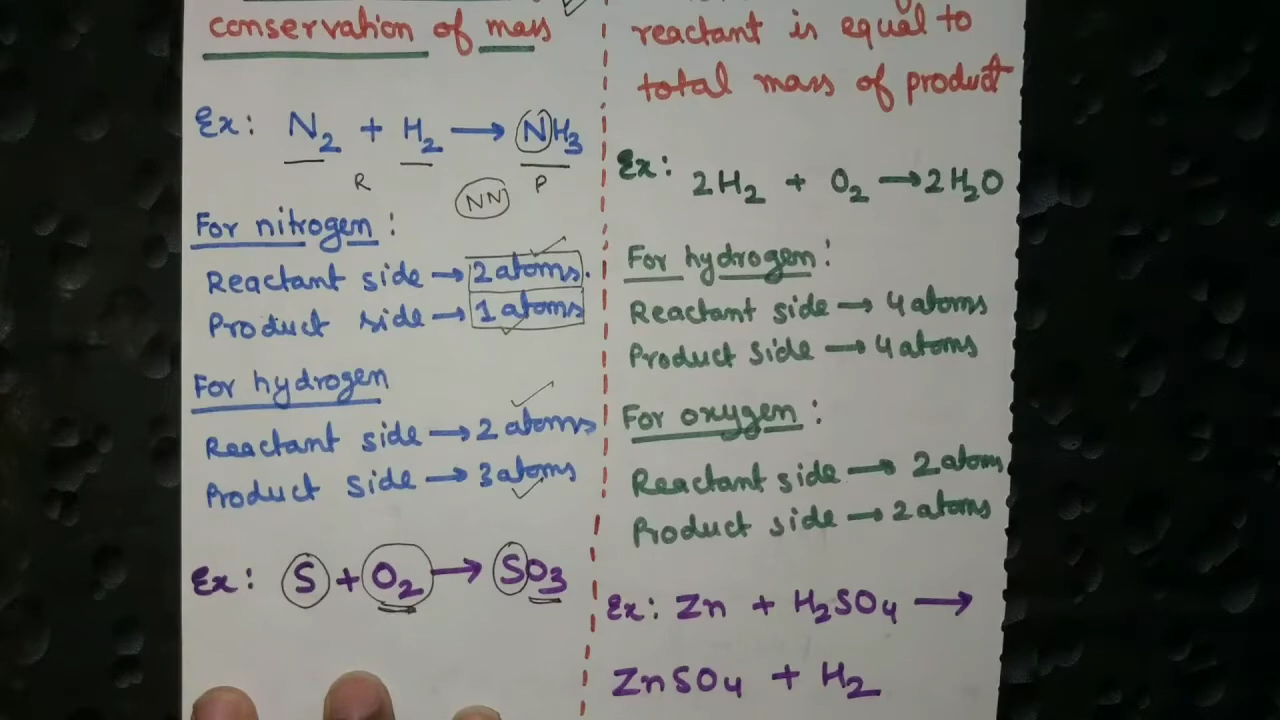 conservation of mass
Ex: N2 + H2 → NH3
R P
NN
For nitrogen :
Reactant side → 2 atoms.
Product side → 1 atoms
For hydrogen
Reactant side → 2 atoms
Product side → 3 atoms
Ex: S + O2 → SO3
reactant is equal to
total mass of product
Ex: 2H2 + O2 → 2H2O
For hydrogen :
Reactant side → 4 atoms
Product side → 4 atoms
For oxygen :
Reactant side → 2 atoms
Product side → 2 atoms
Ex: Zn + H2SO4 →
ZnSO4 + H2